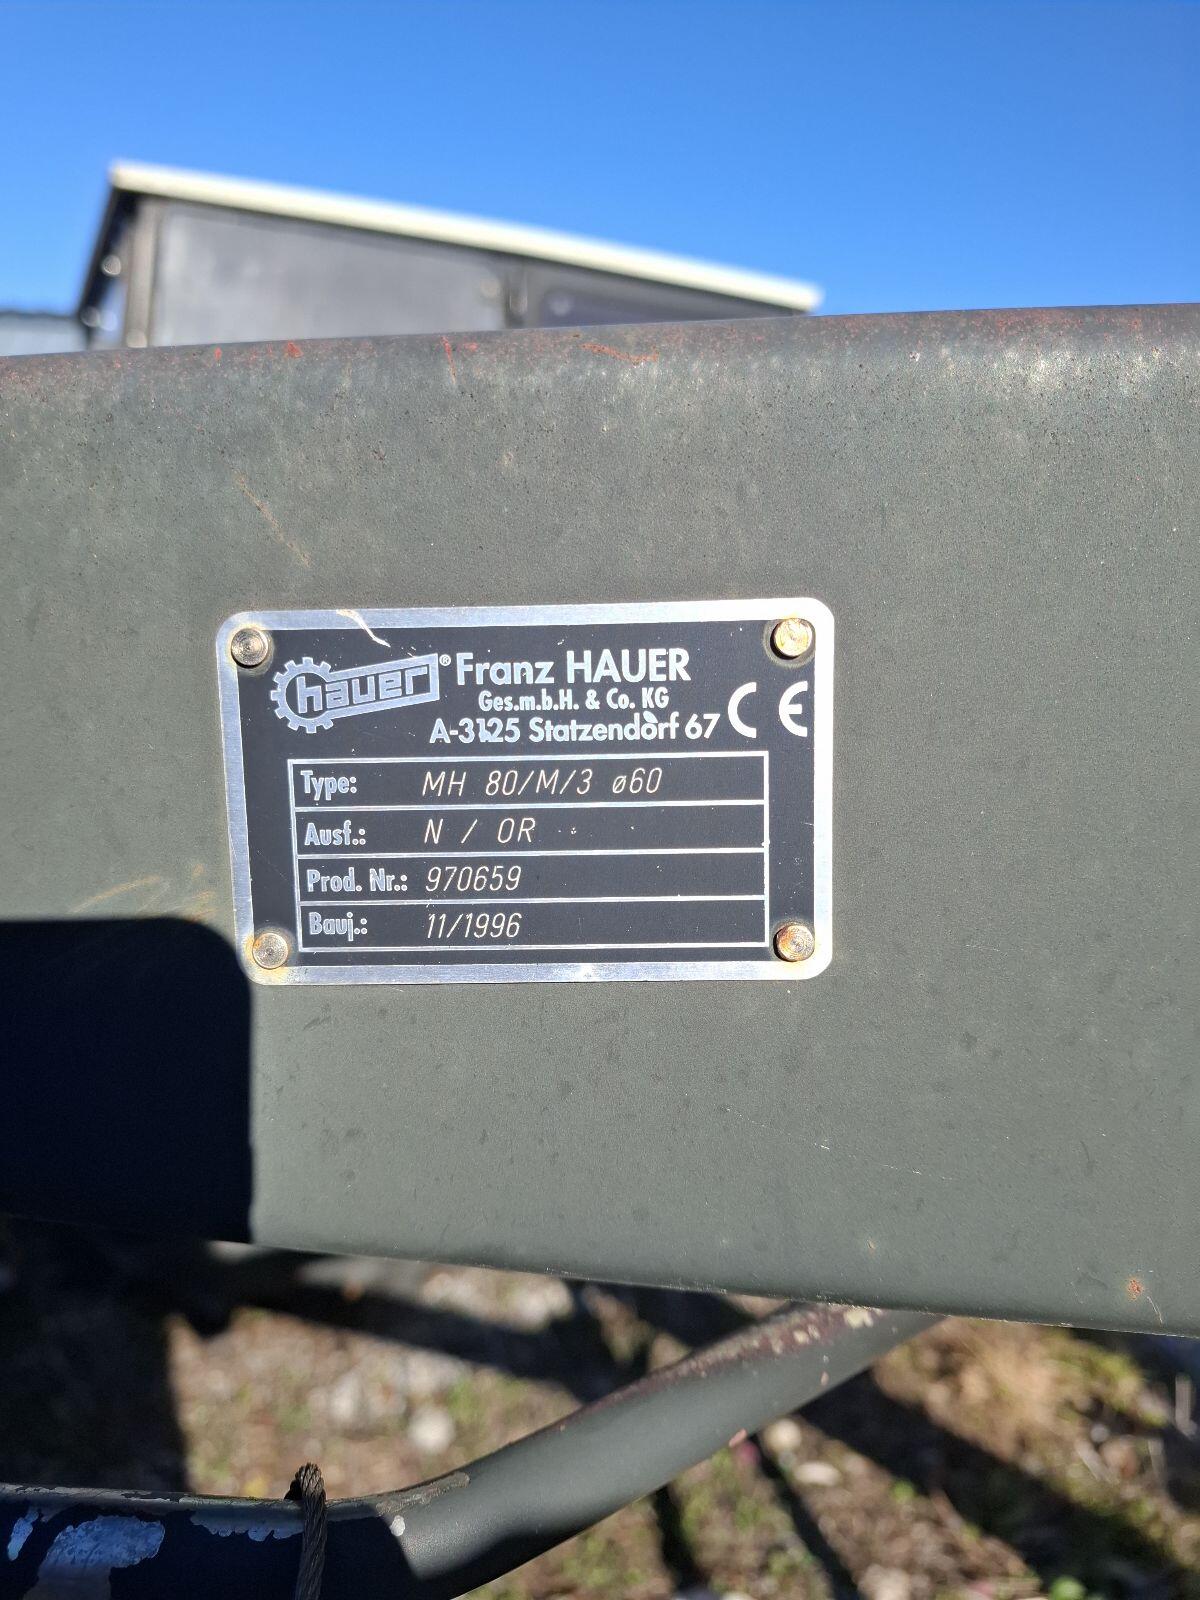 hauer® Franz HAUER
Ges.m.b.H. & Co. KG
A-3125 Statzendorf 67 CE
Type: MH 80/M/3 ø60
Ausf.: N / OR
Prod. Nr.: 970659
Bauj.: 11/1996